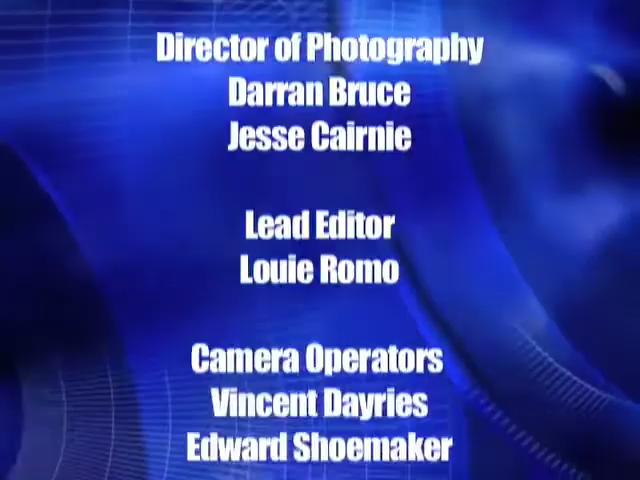 Director of Photography
Darran Bruce
Jesse Cairnie
Lead Editor
Louie Romo
Camera Operators
Vincent Dayries
Edward Shoemaker